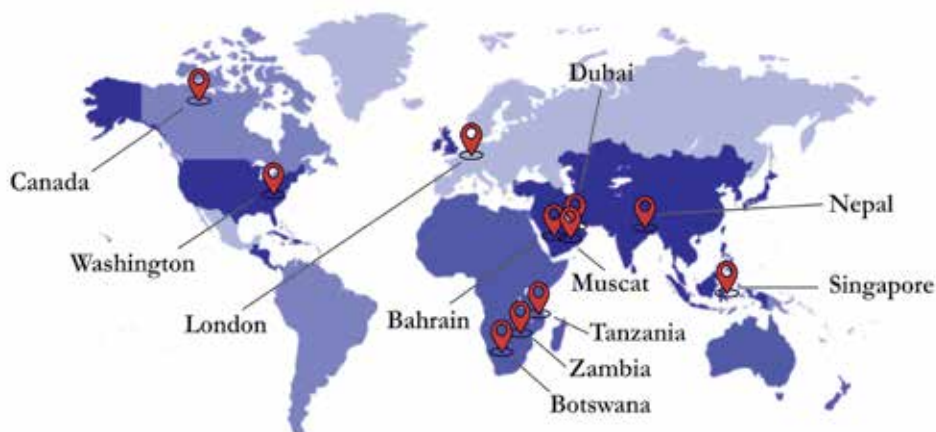 Dubai
Canada
Nepal
Washington
Muscat
Singapore
London
Bahrain
Tanzania
Zambia
Botswana